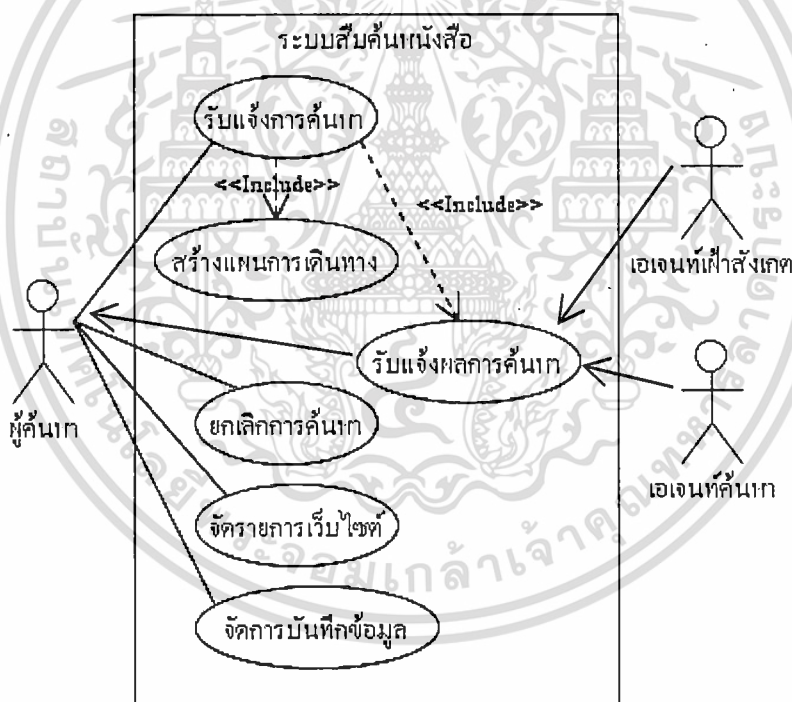 ระบบสืบค้นหนังสือ
รับแจ้งการค้นหา
<<Include>>
<<Include>>
สร้างแผนการเดินทาง
เอเจนท์เฝ้าสังเกต
รับแจ้งผลการค้นหา
ผู้ค้นหา
ยกเลิกการค้นหา
เอเจนท์ค้นหา
จัดรายการเว็บไซต์
จัดการบันทึกข้อมูล